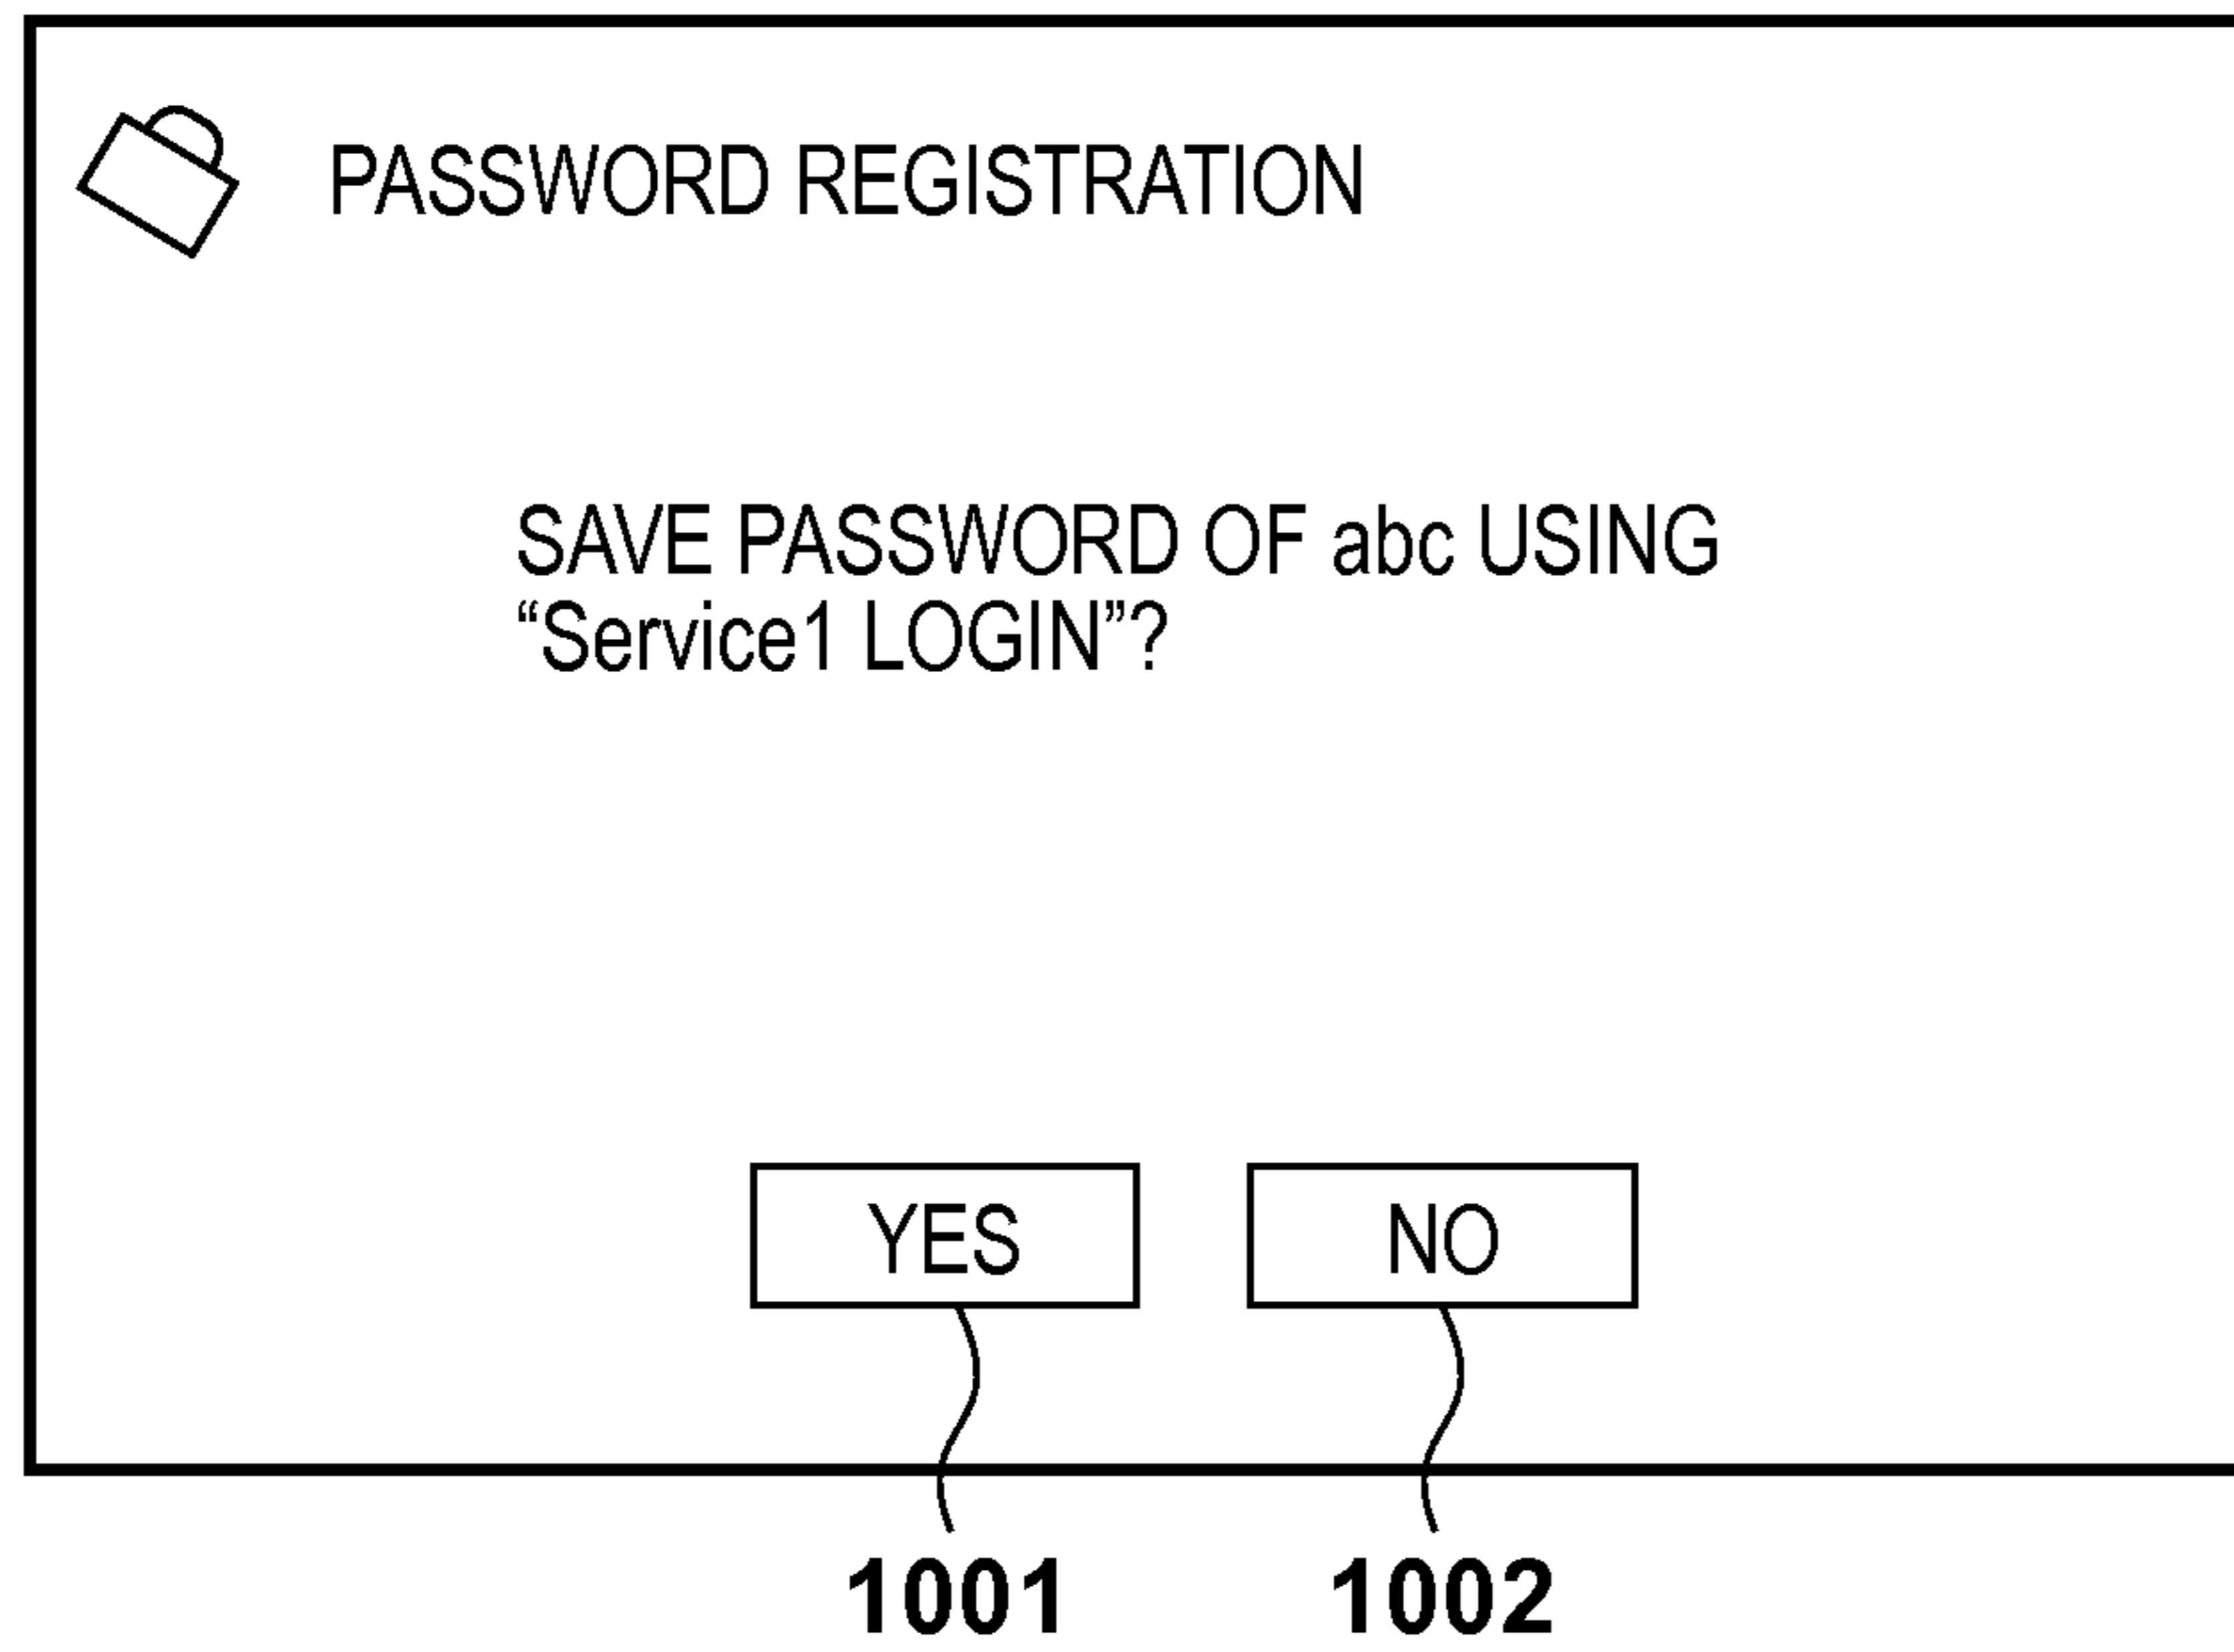 PASSWORD REGISTRATION
SAVE PASSWORD OF abc USING
“Service1 LOGIN”?
YES NO
1001 1002